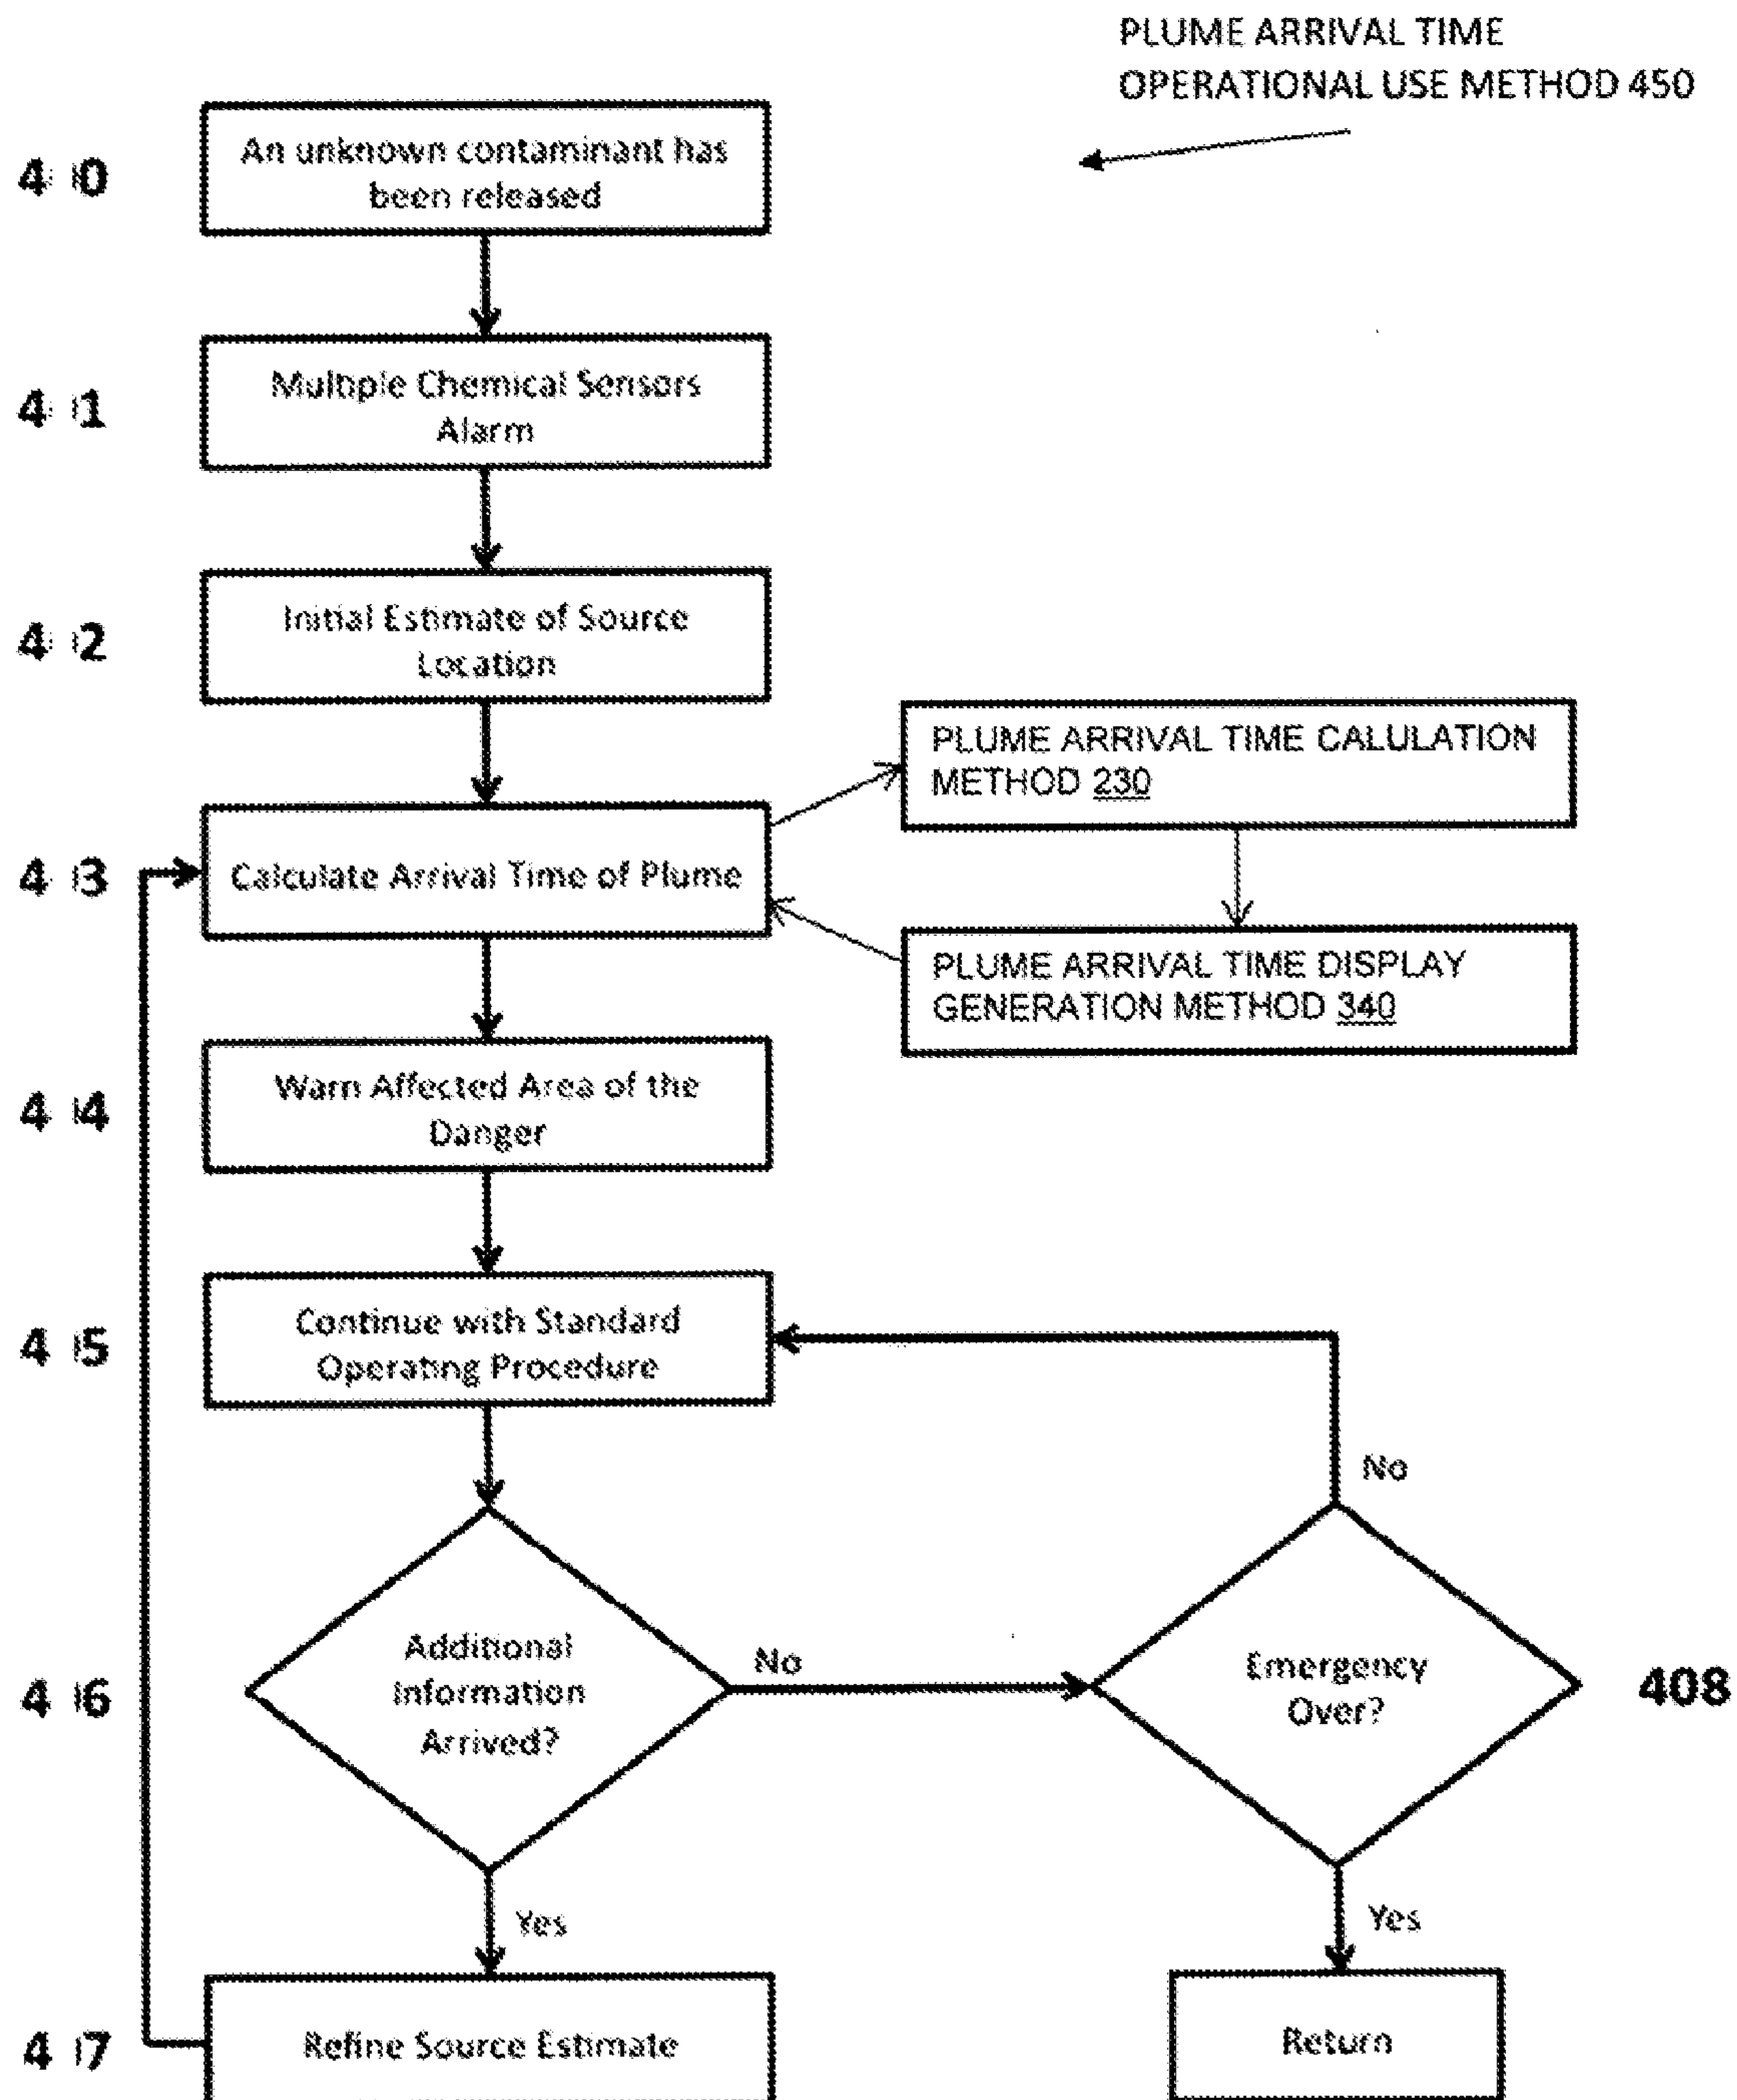 PLUME ARRIVAL TIME
OPERATIONAL USE METHOD 450
An unknown contaminant has
been released
Multiple Chemical Sensors
Alarm
Initial Estimate of Source
Location
PLUME ARRIVAL TIME CALULATION
METHOD 230
Calculate Arrival Time of Plume
PLUME ARRIVAL TIME DISPLAY
GENERATION METHOD 340
Warn Affected Area of the
Danger
Continue with Standard
Operating Procedure
No
Additional
Information
Arrived?
No
Emergency
Over?
408
Yes
Yes
Refine Source Estimate
Return